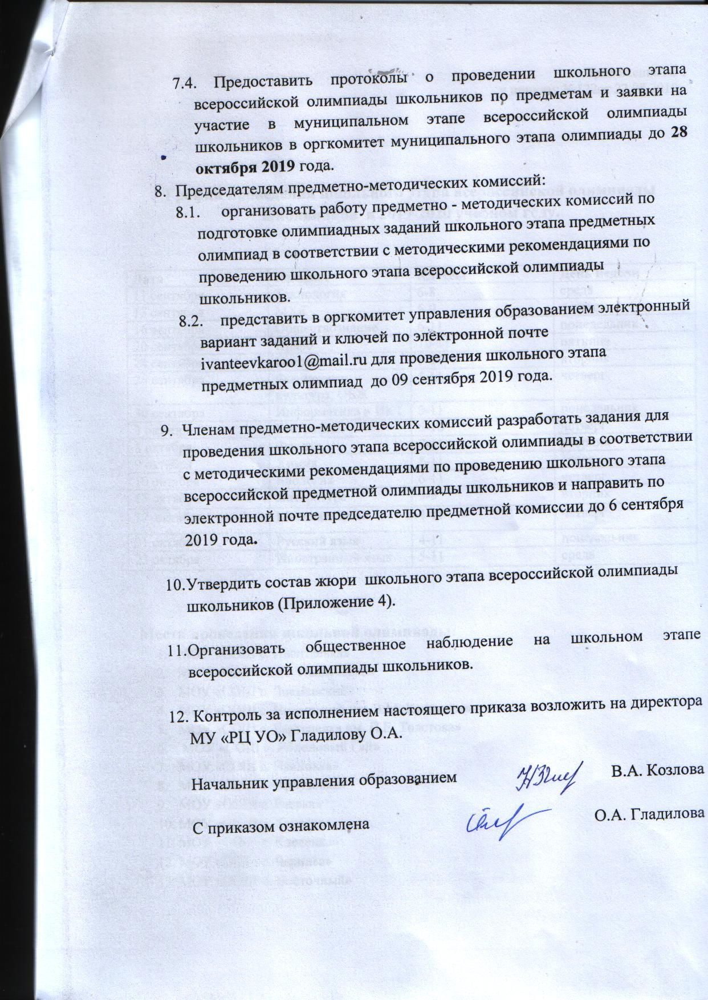 7.4. Предоставить протоколы о проведении школьного этапа
всероссийской олимпиады школьников по предметам и заявки на
участие в муниципальном этапе всероссийской олимпиады
школьников в оргкомитет муниципального этапа олимпиады до 28
октября 2019 года.
8. Председателям предметно-методических комиссий:
8.1. организовать работу предметно - методических комиссий по
подготовке олимпиадных заданий школьного этапа предметных
олимпиад в соответствии с методическими рекомендациями по
проведению школьного этапа всероссийской олимпиады
школьников.
8.2. представить в оргкомитет управления образованием электронный
вариант заданий и ключей по электронной почте
ivanteevkaroo1@mail.ru для проведения школьного этапа
предметных олимпиад до 09 сентября 2019 года.
9. Членам предметно-методических комиссий разработать задания для
проведения школьного этапа всероссийской олимпиады в соответствии
с методическими рекомендациями по проведению школьного этапа
всероссийской предметной олимпиады школьников и направить по
электронной почте председателю предметной комиссии до 6 сентября
2019 года.
10.Утвердить состав жюри школьного этапа всероссийской олимпиады
школьников (Приложение 4).
11.Организовать общественное наблюдение на школьном этапе
всероссийской олимпиады школьников.
12. Контроль за исполнением настоящего приказа возложить на директора
МУ «РЦ УО» Гладилову О.А.
Начальник управления образованием В.А. Козлова
С приказом ознакомлена О.А. Гладилова